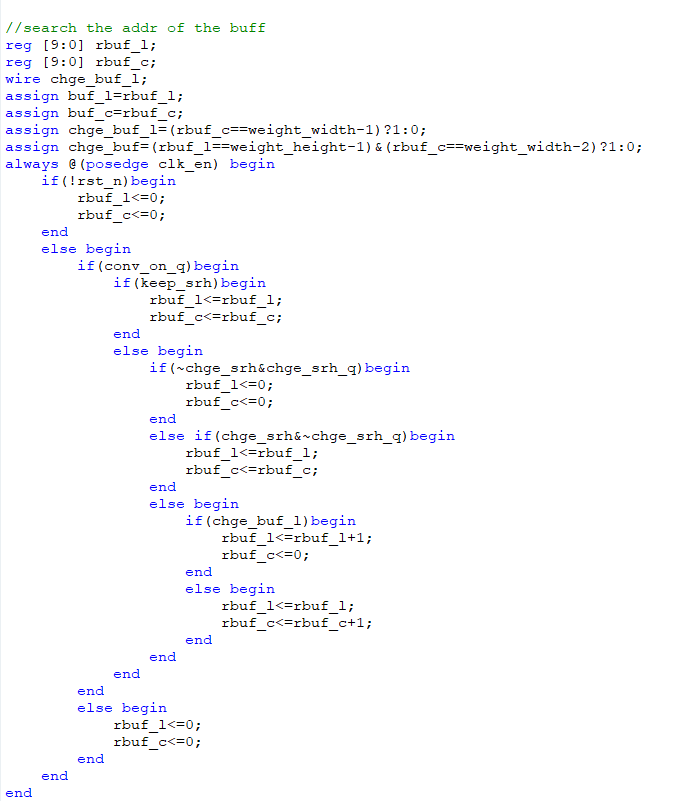 //search the addr of the buff
reg [9:0] rbuf_l;
reg [9:0] rbuf_c;
wire chge_buf_l;
assign buf_l=rbuf_l;
assign buf_c=rbuf_c;
assign chge_buf_l=(rbuf_c==weight_width-1)?1:0;
assign chge_buf=(rbuf_l==weight_height-1)&(rbuf_c==weight_width-2)?1:0;
always @(posedge clk_en) begin
    if(!rst_n)begin
        rbuf_l<=0;
        rbuf_c<=0;
    end
    else begin
        if(conv_on_q)begin
            if(keep_srh)begin
                rbuf_l<=rbuf_l;
                rbuf_c<=rbuf_c;
            end
            else begin
                if(~chge_srh&chge_srh_q)begin
                    rbuf_l<=0;
                    rbuf_c<=0;
                end
                else if(chge_srh&~chge_srh_q)begin
                    rbuf_l<=rbuf_l;
                    rbuf_c<=rbuf_c;
                end
                else begin
                    if(chge_buf_l)begin
                        rbuf_l<=rbuf_l+1;
                        rbuf_c<=0;
                    end
                    else begin
                        rbuf_l<=rbuf_l;
                        rbuf_c<=rbuf_c+1;
                    end
                end
            end
        end
        else begin
            rbuf_l<=0;
            rbuf_c<=0;
        end
    end
end